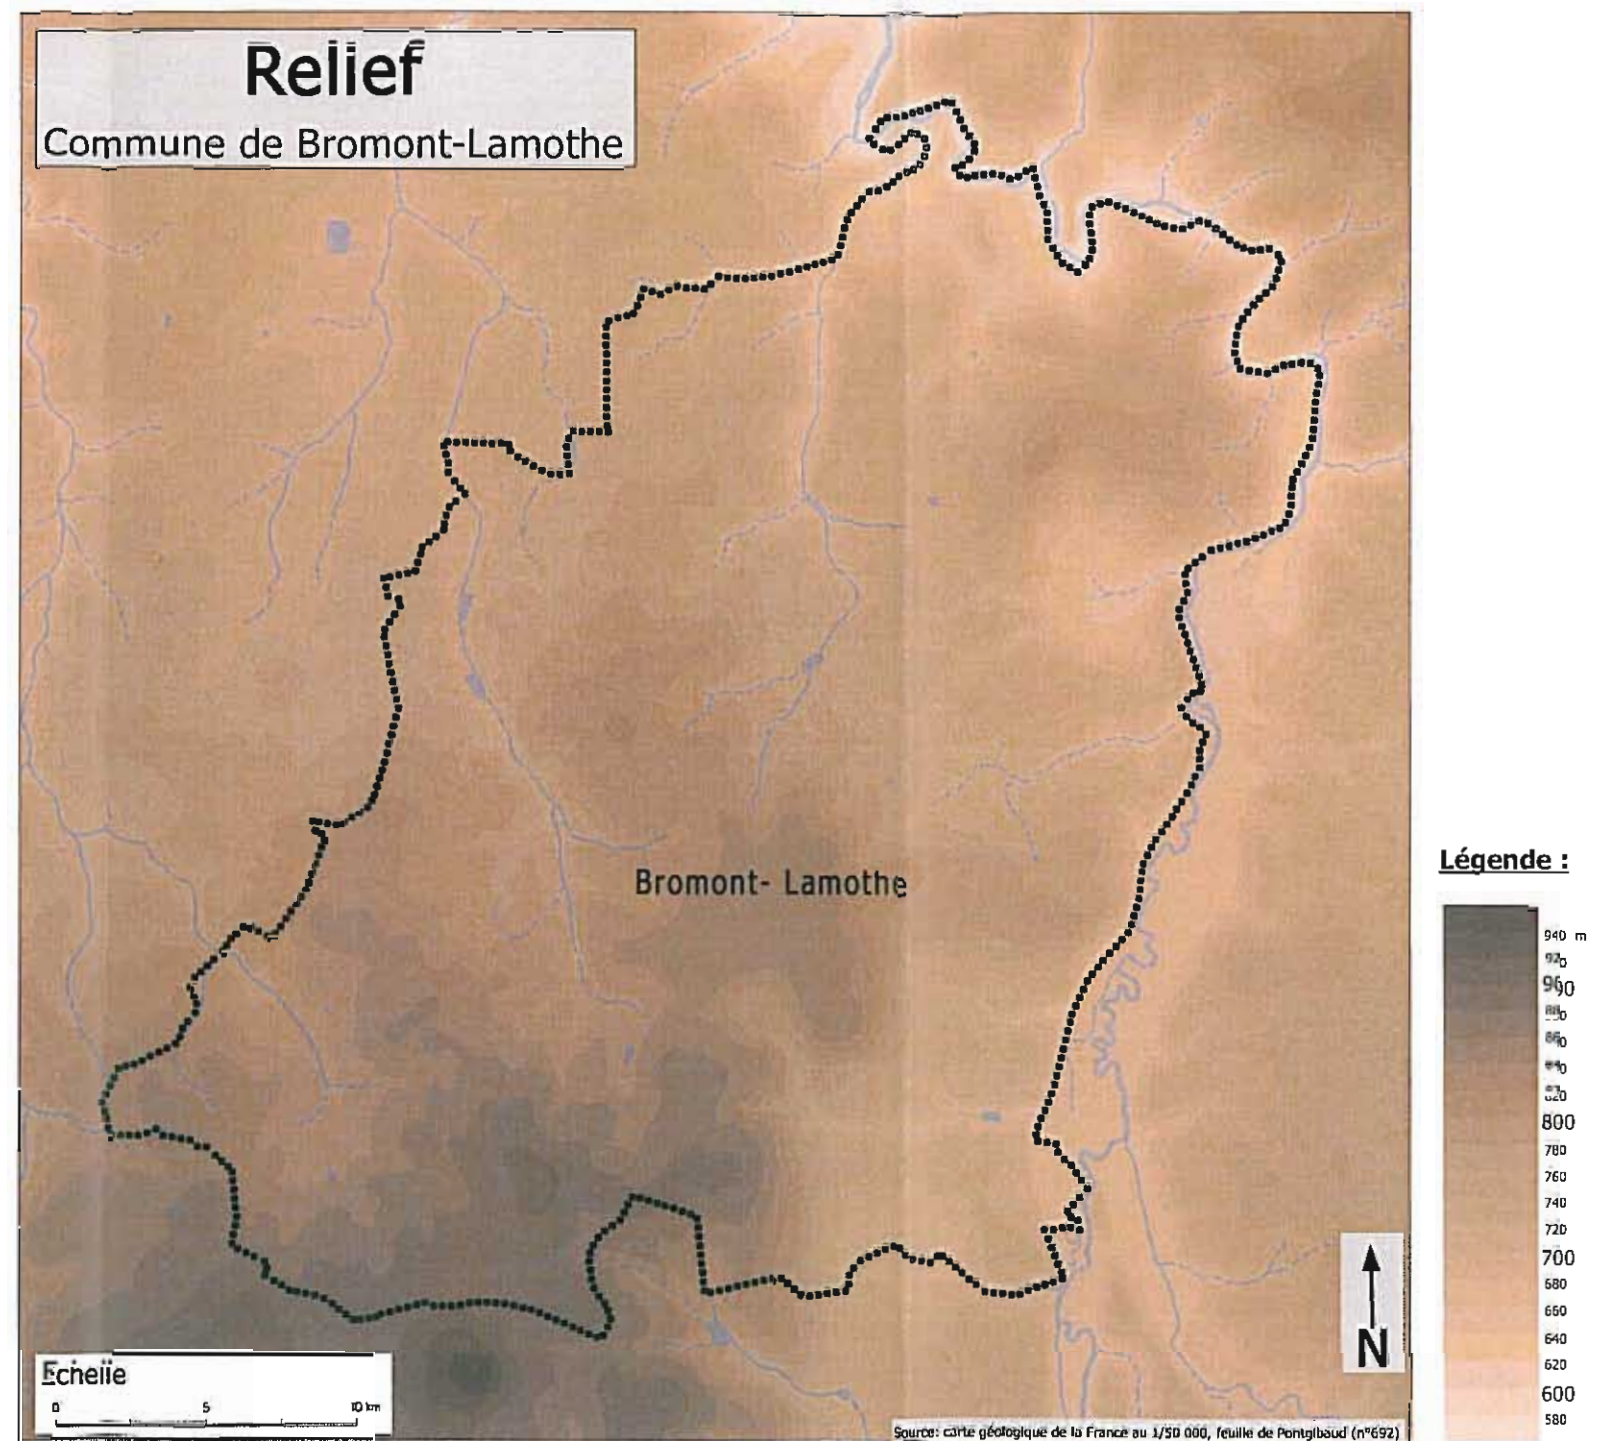 Relief
Commune de Bromont-Lamothe
Bromont- Lamothe
Légende :
940 m
800
780
760
740
720
700
680
660
640
620
600
580
N
Echelle
0 5 10 km
Source: carte géologique de la France au 1/50 000, feuille de Pontgibaud (n°692)